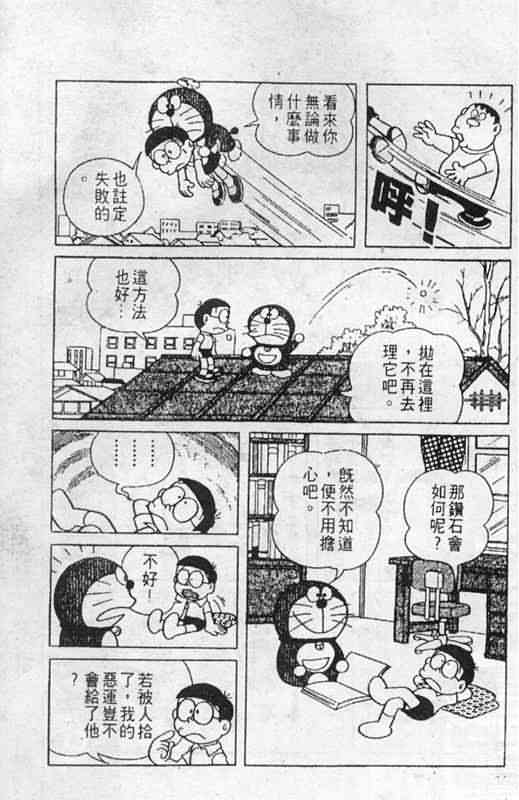 呼—!
看來你
無論做
什麼事
情，
也註定
失敗的
。
拋在這裡
，不再去
理它吧。
這方法
也好…
那鑽石會
如何呢?
既然不知道
，便不用擔
心吧。
………
………
不好!
若被人拾
了，我的
惡運豈不
會給了他
?